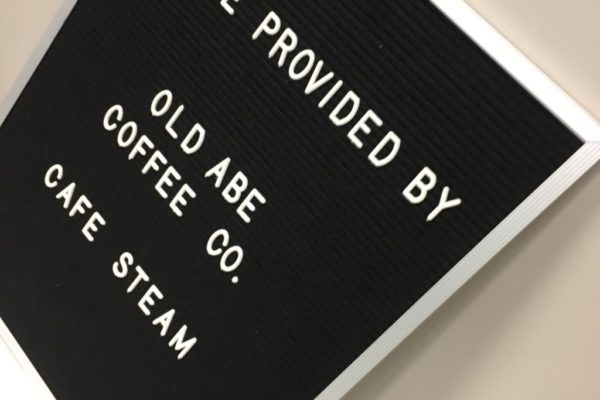 PROVIDED BY
OLD ABE
COFFEE CO.
CAFE STEAM